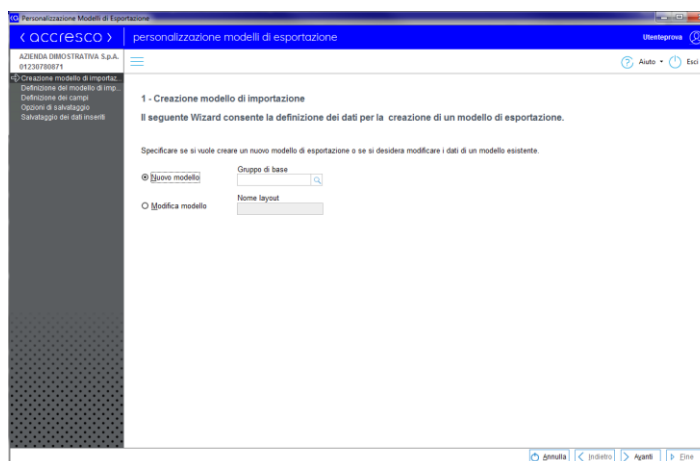 Personalizzazione Modelli di Esportazione
< accresco >
personalizzazione modelli di esportazione
Utenteprova
AZIENDA DIMOSTRATIVA S.p.A.
01230780871
Aiuto
Esci
Creazione modello di importaz...
Definizione del modello di imp...
Definizione dei campi
Opzioni di salvataggio
Salvataggio dei dati inseriti
1 - Creazione modello di importazione
Il seguente Wizard consente la definizione dei dati per la creazione di un modello di esportazione.
Specificare se si vuole creare un nuovo modello di esportazione o se si desidera modificare i dati di un modello esistente.
Gruppo di base
Nuovo modello
Nome layout
Modifica modello
Annulla
Indietro
Avanti
Fine